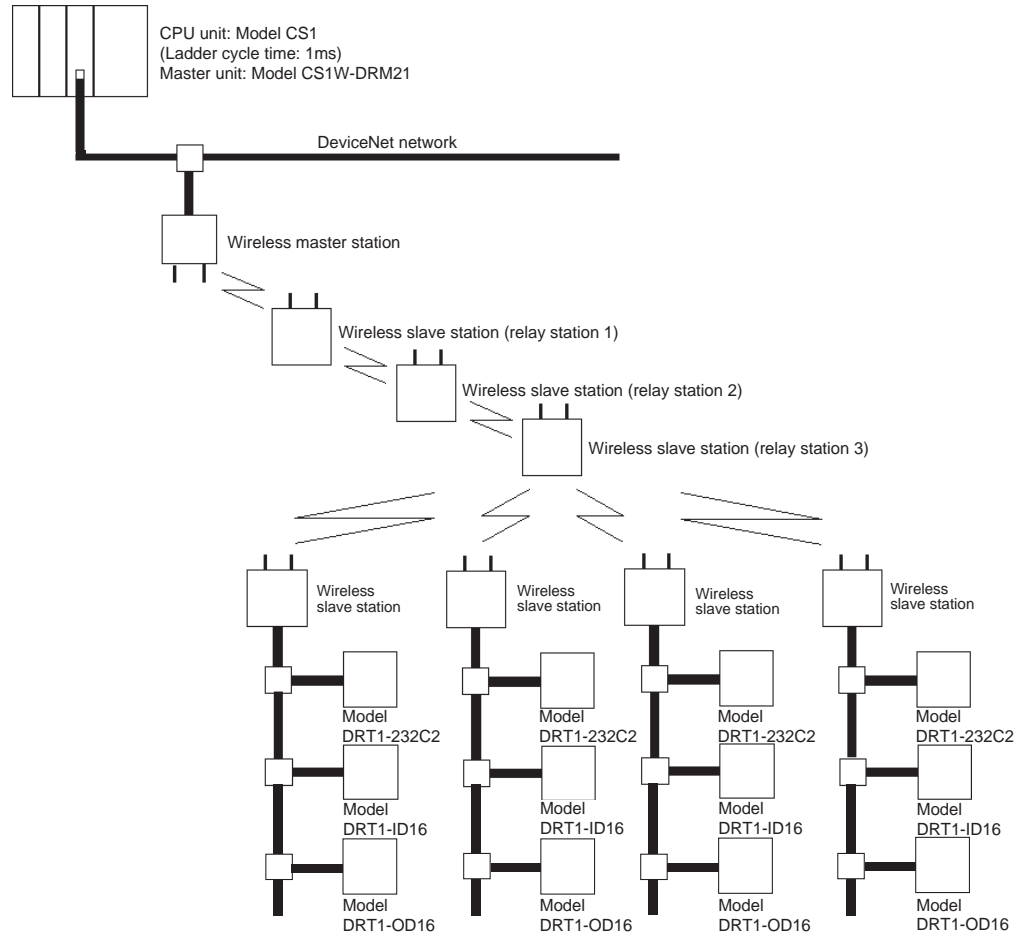 CPU unit: Model CS1
(Ladder cycle time: 1ms)
Master unit: Model CS1W-DRM21
DeviceNet network
Wireless master station
Wireless slave station (relay station 1)
Wireless slave station (relay station 2)
Wireless slave station (relay station 3)
Wireless
slave station
Wireless
slave station
Wireless
slave station
Wireless
slave station
Model
DRT1-232C2
Model
DRT1-232C2
Model
DRT1-232C2
Model
DRT1-232C2
Model
DRT1-ID16
Model
DRT1-ID16
Model
DRT1-ID16
Model
DRT1-ID16
Model
DRT1-OD16
Model
DRT1-OD16
Model
DRT1-OD16
Model
DRT1-OD16